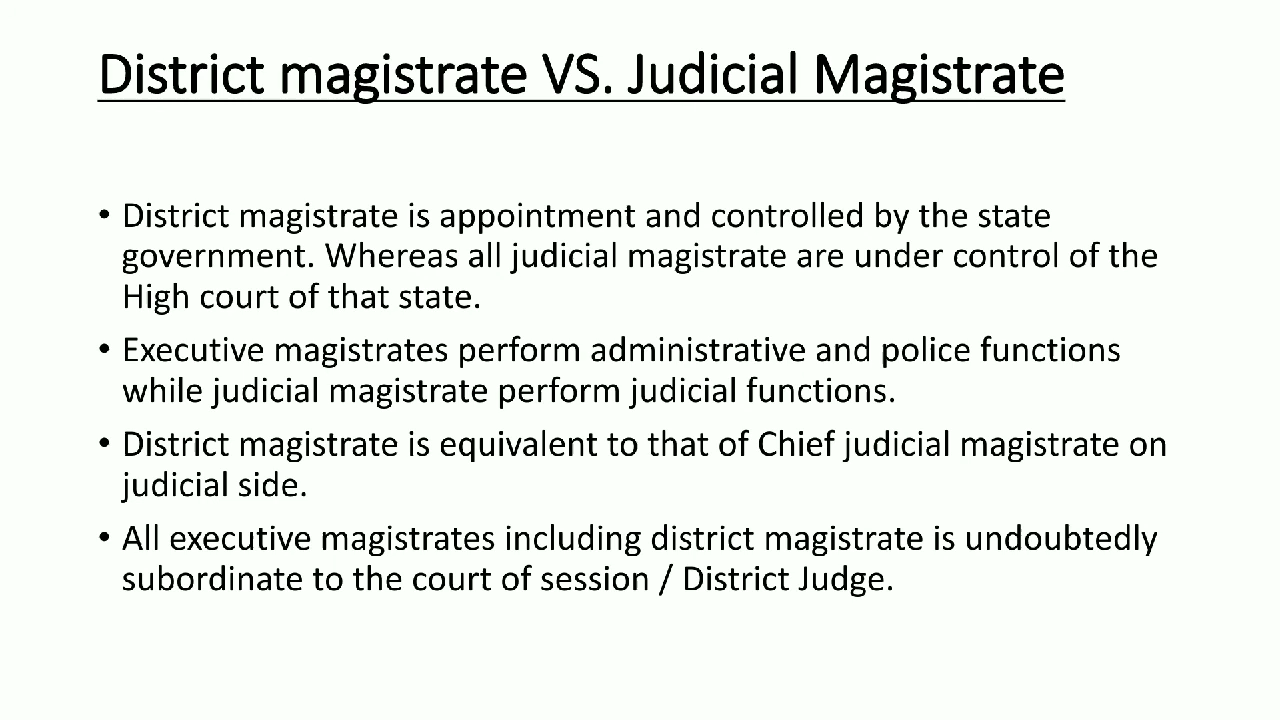 District magistrate VS. Judicial Magistrate
• District magistrate is appointment and controlled by the state
government. Whereas all judicial magistrate are under control of the
High court of that state.
• Executive magistrates perform administrative and police functions
while judicial magistrate perform judicial functions.
• District magistrate is equivalent to that of Chief judicial magistrate on
judicial side.
• All executive magistrates including district magistrate is undoubtedly
subordinate to the court of session / District Judge.